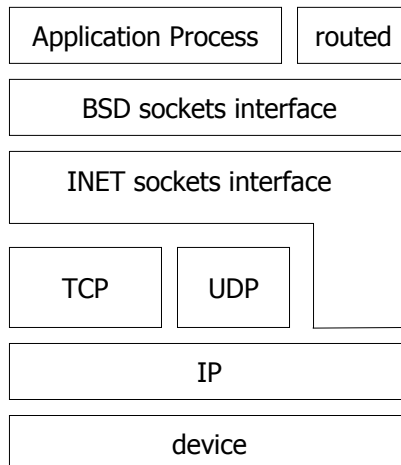 Application Process routed
BSD sockets interface
INET sockets interface
TCP UDP
IP
device